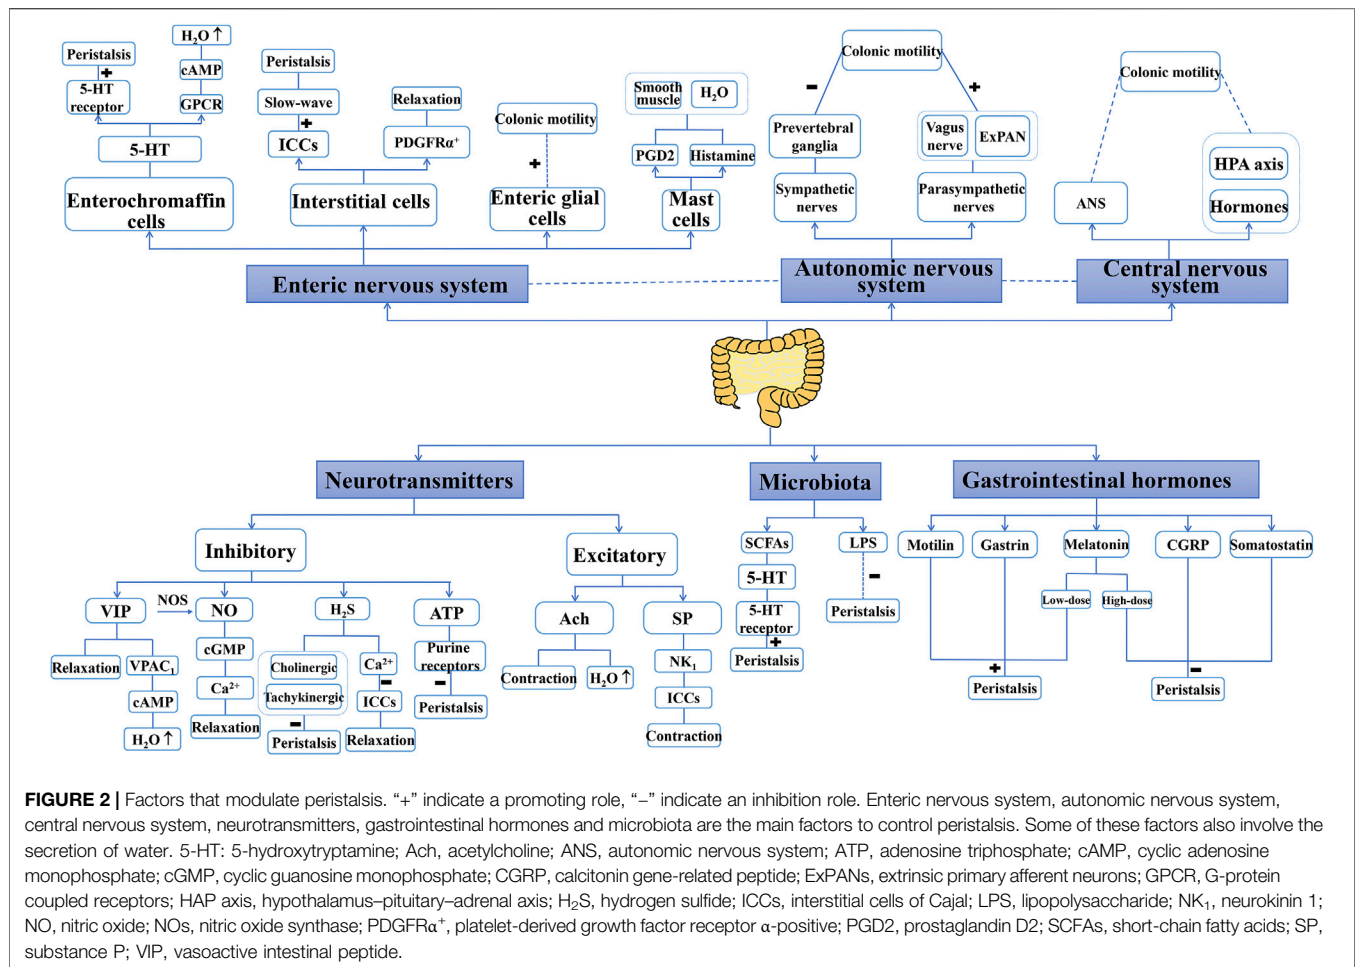 H₂O ↑
Peristalsis
+
cAMP
5-HT
receptor
GPCR
5-HT
Enterochromaffin
cells
Peristalsis
Slow-wave
+
ICCs
Relaxation
PDGFRα⁺
Interstitial cells
Colonic motility
+
Enteric glial
cells
Smooth
muscle
H₂O
PGD2
Histamine
Mast
cells
Colonic motility
-
+
Prevertebral
ganglia
Vagus
nerve
ExPAN
Sympathetic
nerves
Parasympathetic
nerves
Colonic motility
ANS
HPA axis
Hormones
Enteric nervous system
Autonomic nervous
system
Central nervous
system
Neurotransmitters
Microbiota
Gastrointestinal hormones
Inhibitory
Excitatory
VIP
NOS
NO
H₂S
ATP
Relaxation
VPAC₁
cAMP
H₂O ↑
cGMP
Ca²⁺
Relaxation
Cholinergic
Tachykinergic
-
Peristalsis
Ca²⁺
-
ICCs
Relaxation
Purine
receptors
-
Peristalsis
Ach
Contraction
H₂O ↑
SP
NK₁
ICCs
Contraction
SCFAs
5-HT
5-HT
receptor
+
Peristalsis
LPS
-
Peristalsis
Motilin
Gastrin
Melatonin
CGRP
Somatostatin
Low-dose
High-dose
+
Peristalsis
-
Peristalsis
FIGURE 2 | Factors that modulate peristalsis. “+” indicate a promoting role, “−” indicate an inhibition role. Enteric nervous system, autonomic nervous system,
central nervous system, neurotransmitters, gastrointestinal hormones and microbiota are the main factors to control peristalsis. Some of these factors also involve the
secretion of water. 5-HT: 5-hydroxytryptamine; Ach, acetylcholine; ANS, autonomic nervous system; ATP, adenosine triphosphate; cAMP, cyclic adenosine
monophosphate; cGMP, cyclic guanosine monophosphate; CGRP, calcitonin gene-related peptide; ExPANs, extrinsic primary afferent neurons; GPCR, G-protein
coupled receptors; HAP axis, hypothalamus–pituitary–adrenal axis; H₂S, hydrogen sulfide; ICCs, interstitial cells of Cajal; LPS, lipopolysaccharide; NK₁, neurokinin 1;
NO, nitric oxide; NOs, nitric oxide synthase; PDGFRα⁺, platelet-derived growth factor receptor α-positive; PGD2, prostaglandin D2; SCFAs, short-chain fatty acids; SP,
substance P; VIP, vasoactive intestinal peptide.